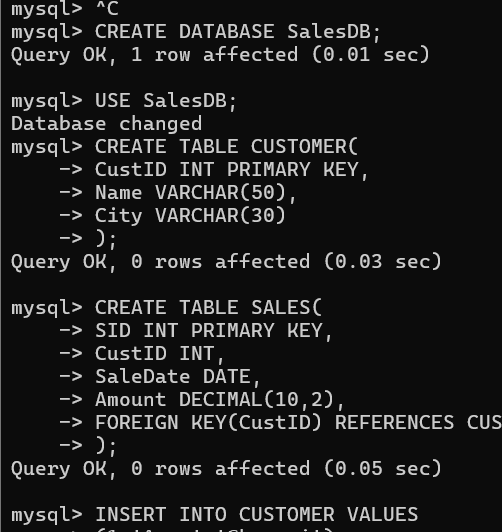 mysql> ^C
mysql> CREATE DATABASE SalesDB;
Query OK, 1 row affected (0.01 sec)
mysql> USE SalesDB;
Database changed
mysql> CREATE TABLE CUSTOMER(
-> CustID INT PRIMARY KEY,
-> Name VARCHAR(50),
-> City VARCHAR(30)
-> );
Query OK, 0 rows affected (0.03 sec)
mysql> CREATE TABLE SALES(
-> SID INT PRIMARY KEY,
-> CustID INT,
-> SaleDate DATE,
-> Amount DECIMAL(10,2),
-> FOREIGN KEY(CustID) REFERENCES CUS
-> );
Query OK, 0 rows affected (0.05 sec)
mysql> INSERT INTO CUSTOMER VALUES